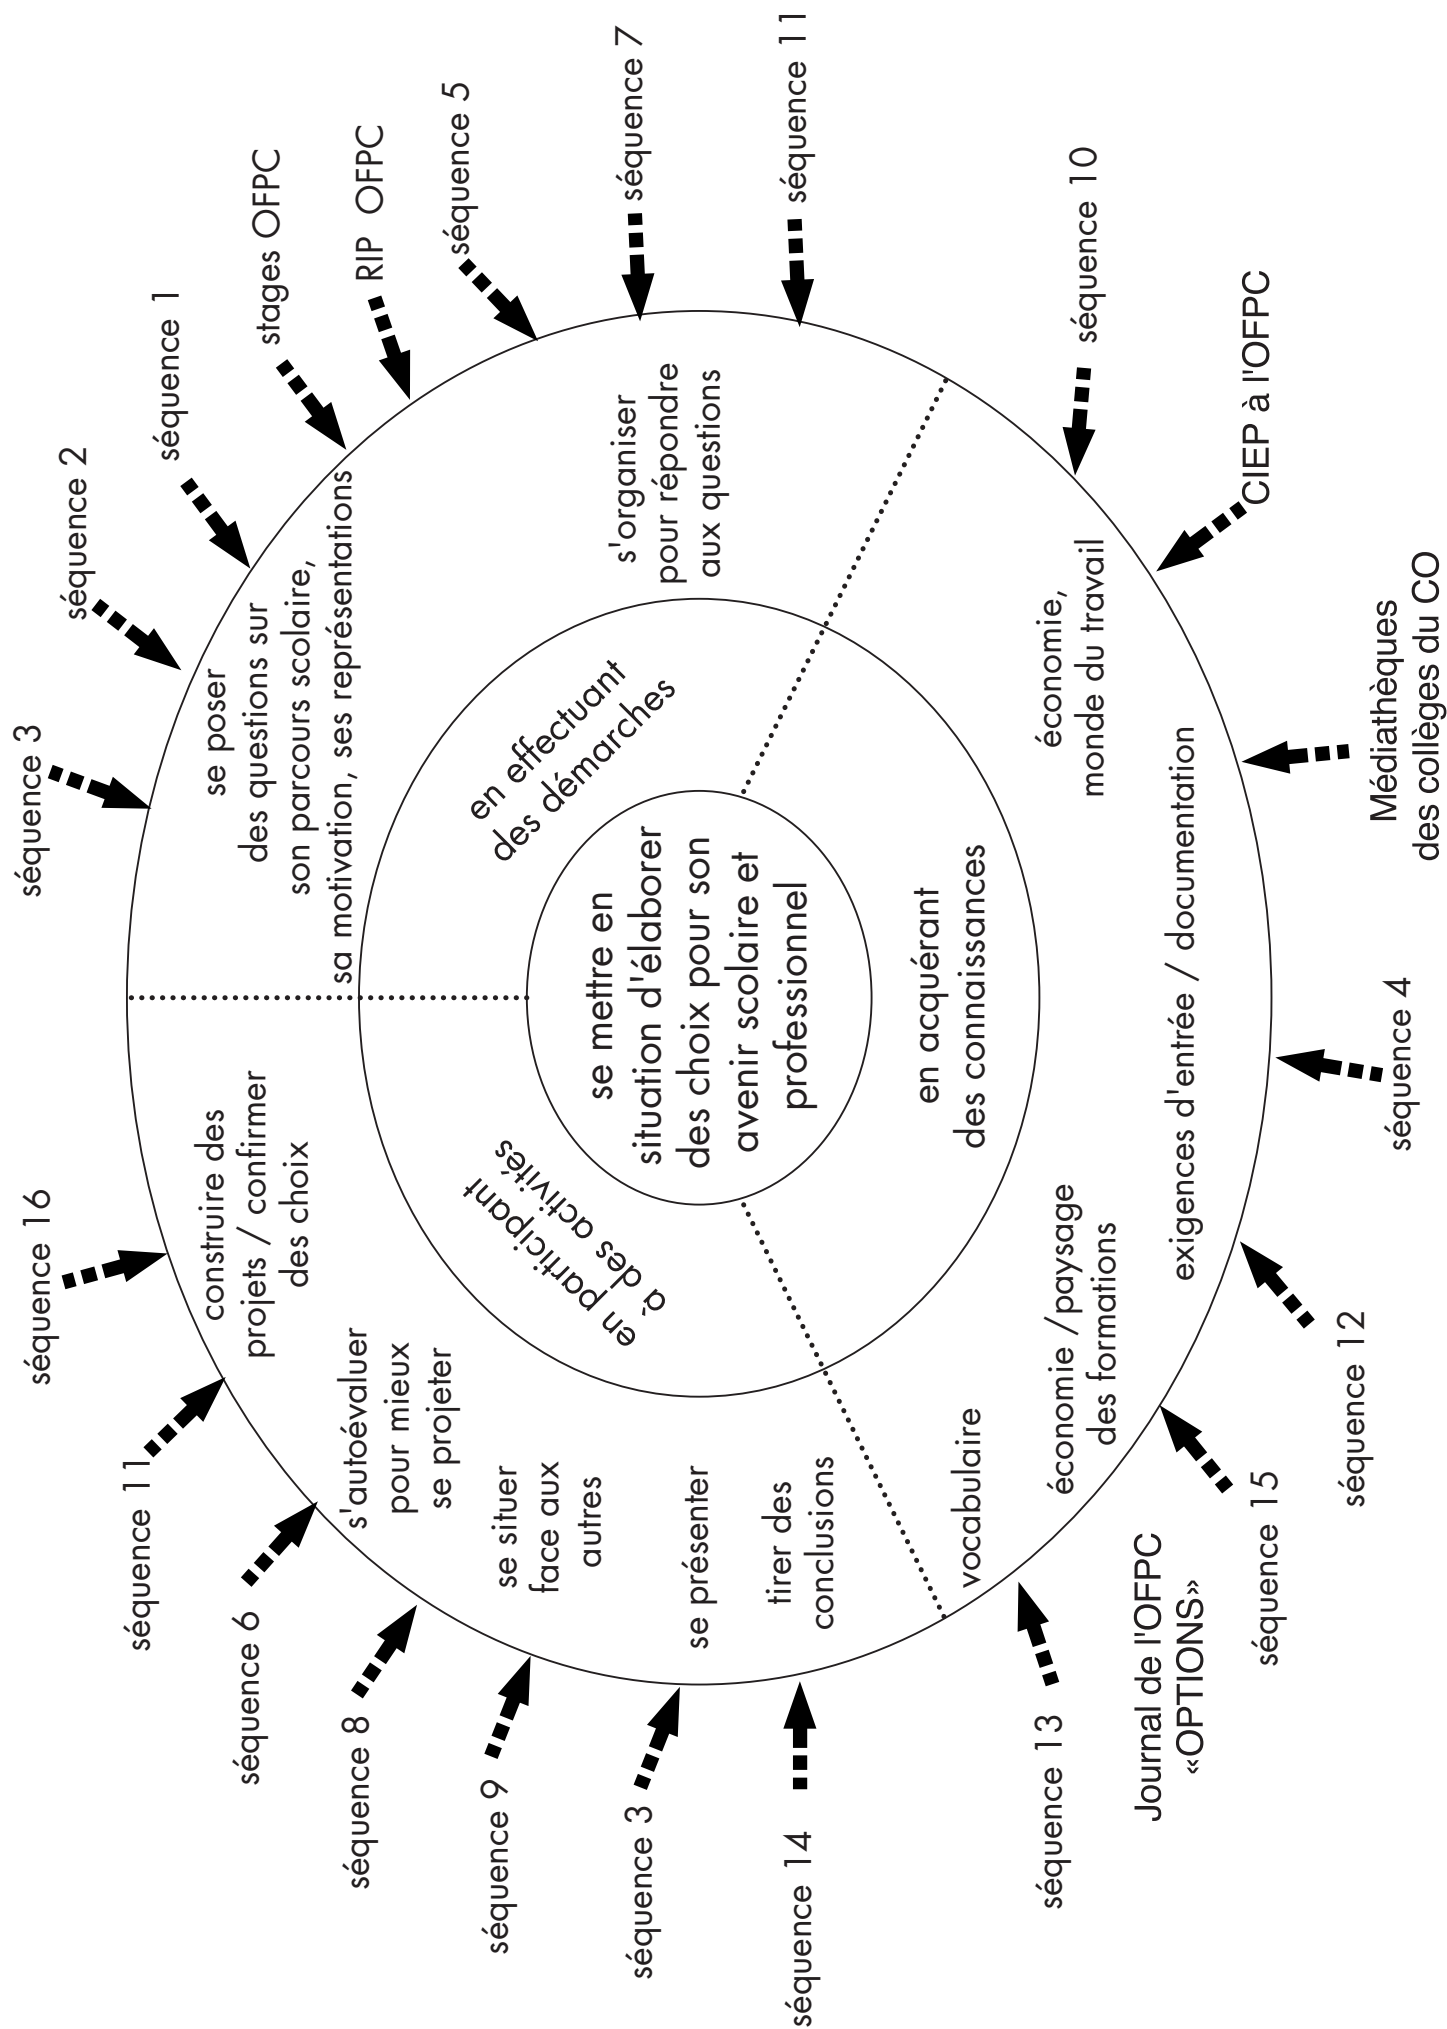 séquence 16
séquence 3
séquence 2
séquence 1
stages OFPC
RIP OFPC
séquence 5
séquence 7
séquence 11
séquence 10
CIEP à l'OFPC
Médiathèques
des collèges du CO
séquence 4
séquence 12
séquence 15
Journal de l'OFPC
«OPTIONS»
séquence 13
séquence 14
séquence 3
séquence 9
séquence 8
séquence 6
séquence 11
construire des
projets / confirmer
des choix
se poser
des questions sur
son parcours scolaire,
sa motivation, ses représentations
s'organiser
pour répondre
aux questions
économie,
monde du travail
exigences d'entrée / documentation
économie /paysage
des formations
vocabulaire
tirer des
conclusions
se présenter
se situer
face aux
autres
s'autoévaluer
pour mieux
se projeter
en participant
à des activités
en effectuant
des démarches
en acquérant
des connaissances
se mettre en
situation d'élaborer
des choix pour son
avenir scolaire et
professionnel